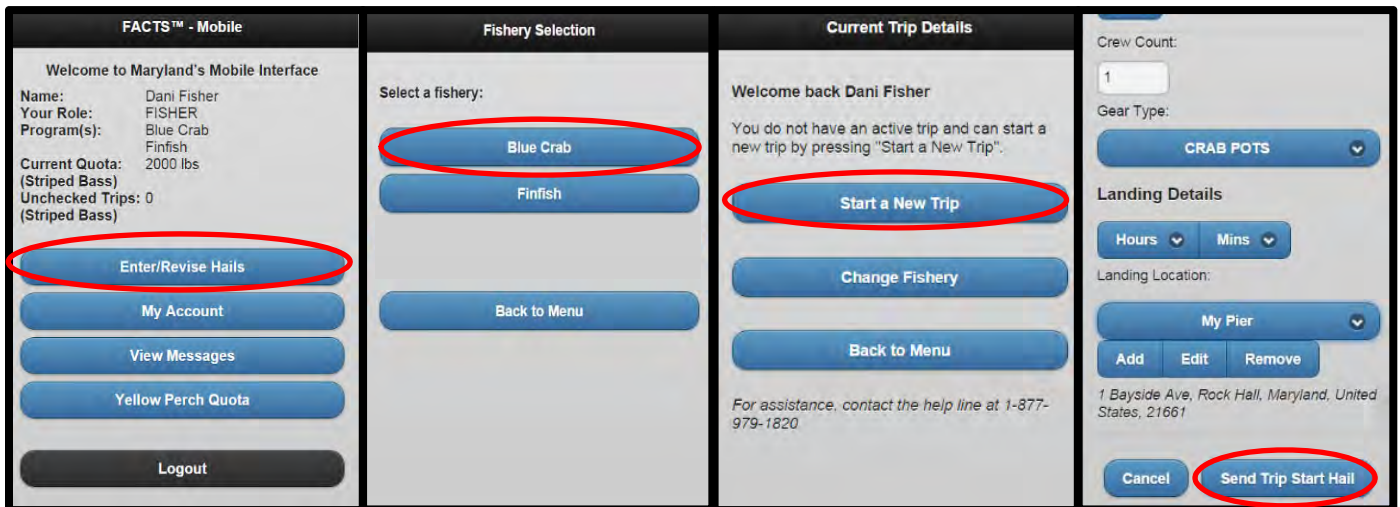 FACTS™ - Mobile
Welcome to Maryland's Mobile Interface
Name: Dani Fisher
Your Role: FISHER
Program(s): Blue Crab
Finfish
Current Quota: 2000 lbs
(Striped Bass)
Unchecked Trips: 0
(Striped Bass)
Enter/Revise Hails
My Account
View Messages
Yellow Perch Quota
Logout
Fishery Selection
Select a fishery:
Blue Crab
Finfish
Back to Menu
Current Trip Details
Welcome back Dani Fisher
You do not have an active trip and can start a
new trip by pressing "Start a New Trip".
Start a New Trip
Change Fishery
Back to Menu
For assistance, contact the help line at 1-877-
979-1820
Crew Count:
1
Gear Type:
CRAB POTS
Landing Details
Hours Mins
Landing Location:
My Pier
Add Edit Remove
1 Bayside Ave, Rock Hall, Maryland, United
States, 21661
Cancel Send Trip Start Hail